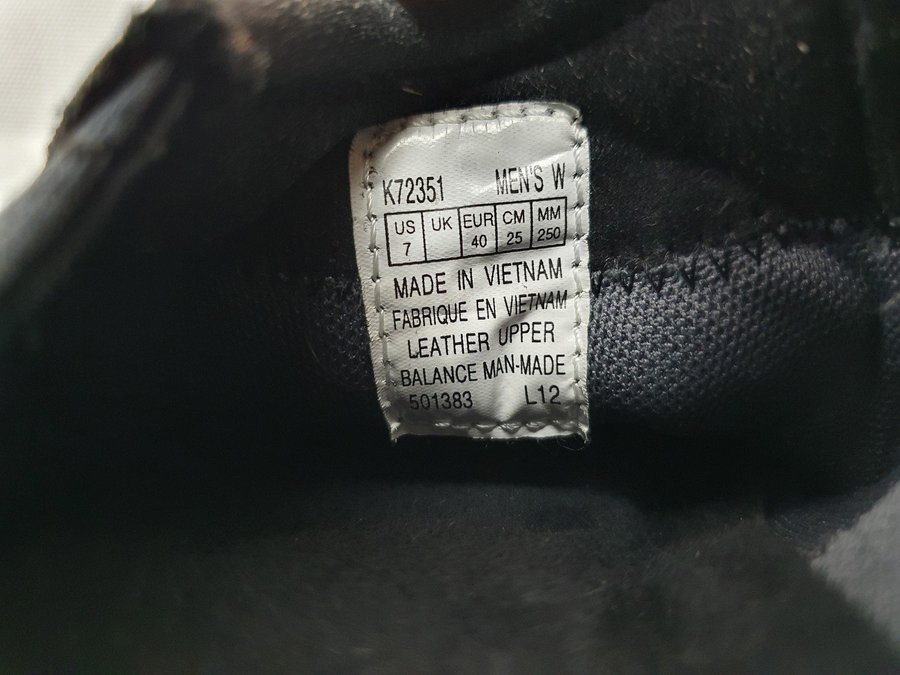 K72351 MEN'S W
US UK EUR CM MM
7 40 25 250
MADE IN VIETNAM
FABRIQUE EN VIETNAM
LEATHER UPPER
BALANCE MAN-MADE
501383 L12